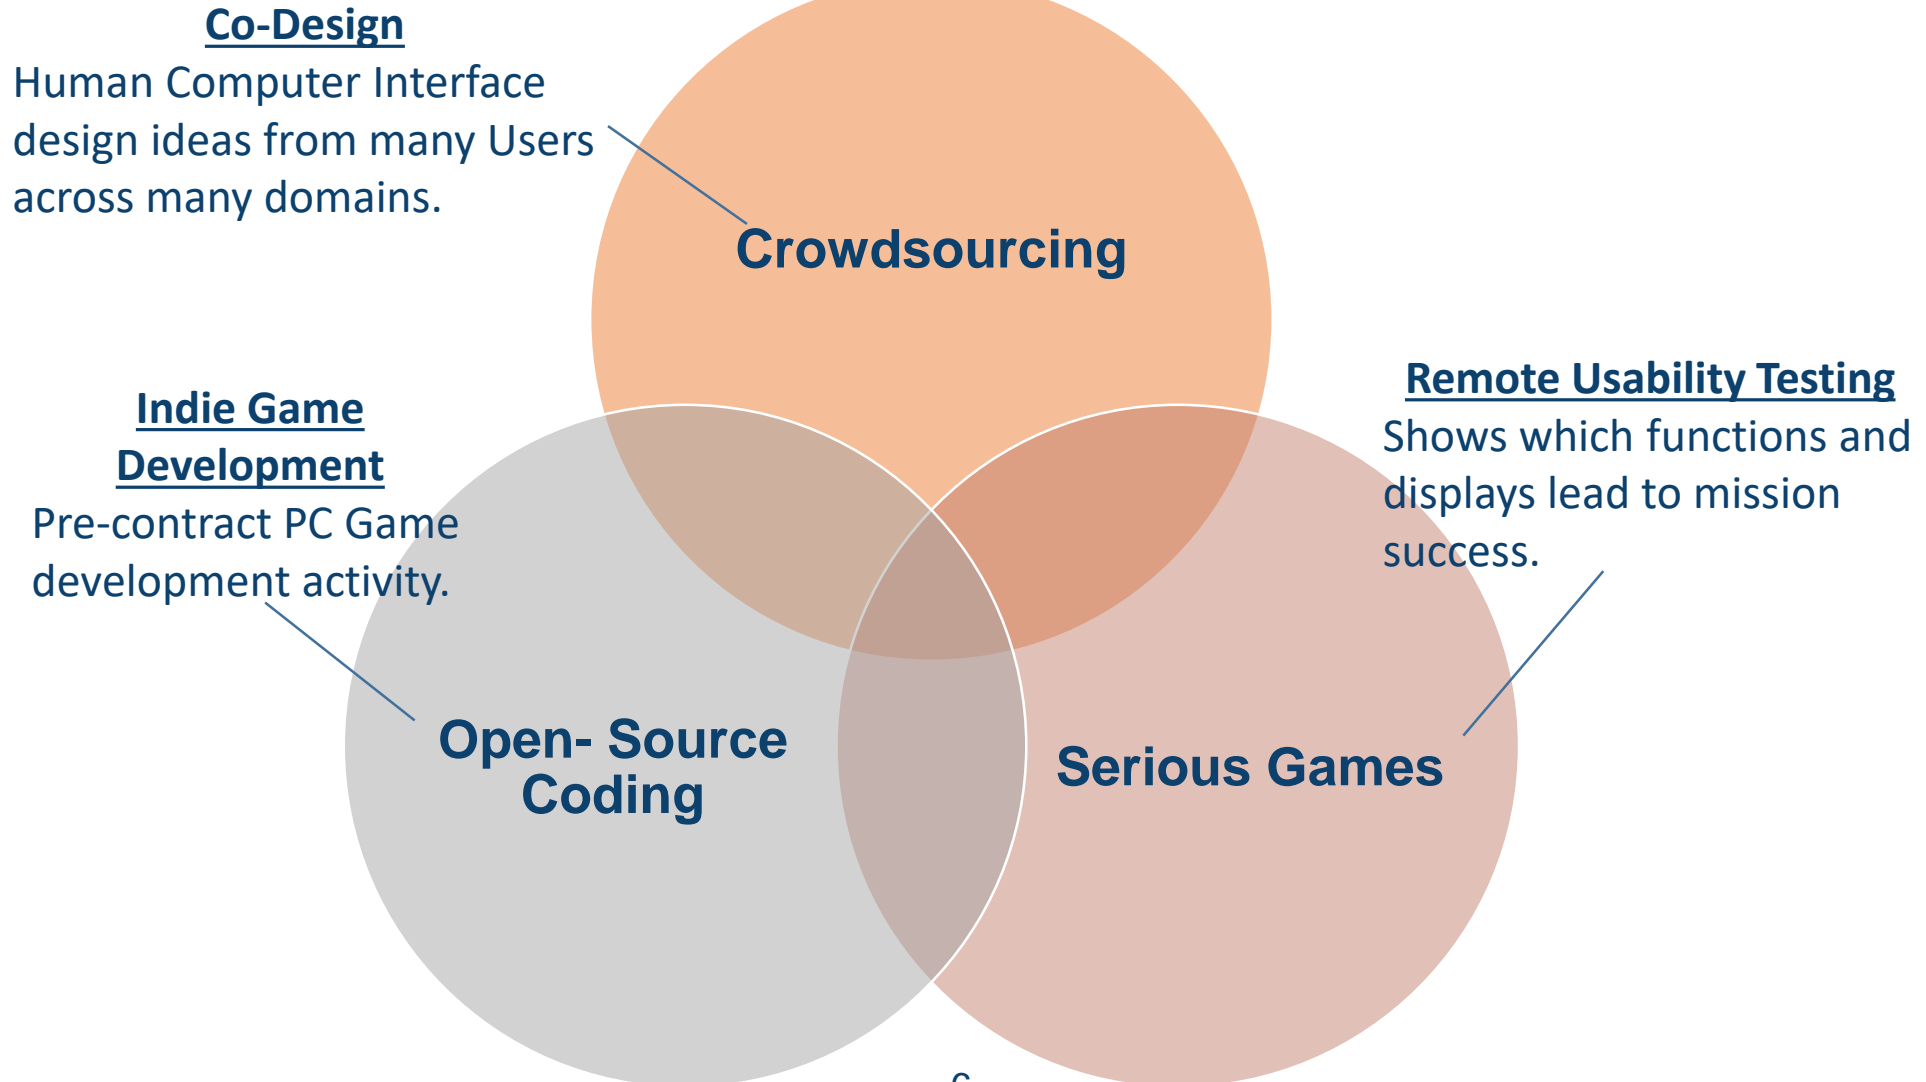 Co-Design
Human Computer Interface
design ideas from many Users
across many domains.
Crowdsourcing
Indie Game
Development
Pre-contract PC Game
development activity.
Remote Usability Testing
Shows which functions and
displays lead to mission
success.
Open- Source
Coding
Serious Games